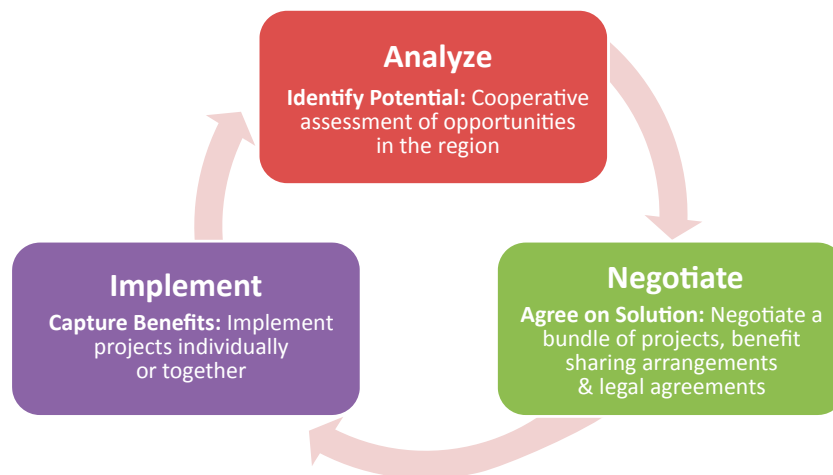 Analyze
Identify Potential: Cooperative
assessment of opportunities
in the region
Implement
Capture Benefits: Implement
projects individually
or together
Negotiate
Agree on Solution: Negotiate a
bundle of projects, benefit
sharing arrangements
& legal agreements